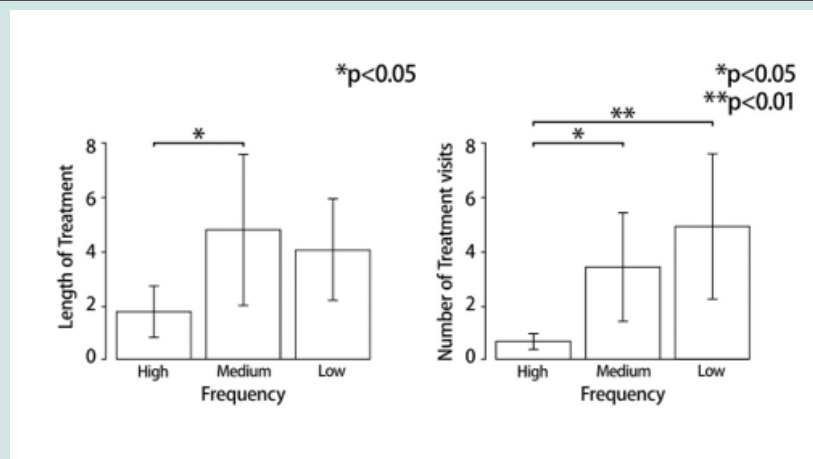 *p<0.05
*
8
6
4
2
0
Length of Treatment
High Medium Low
Frequency
*p<0.05
**p<0.01
**
*
8
6
4
2
0
Number of Treatment visits
High Medium Low
Frequency